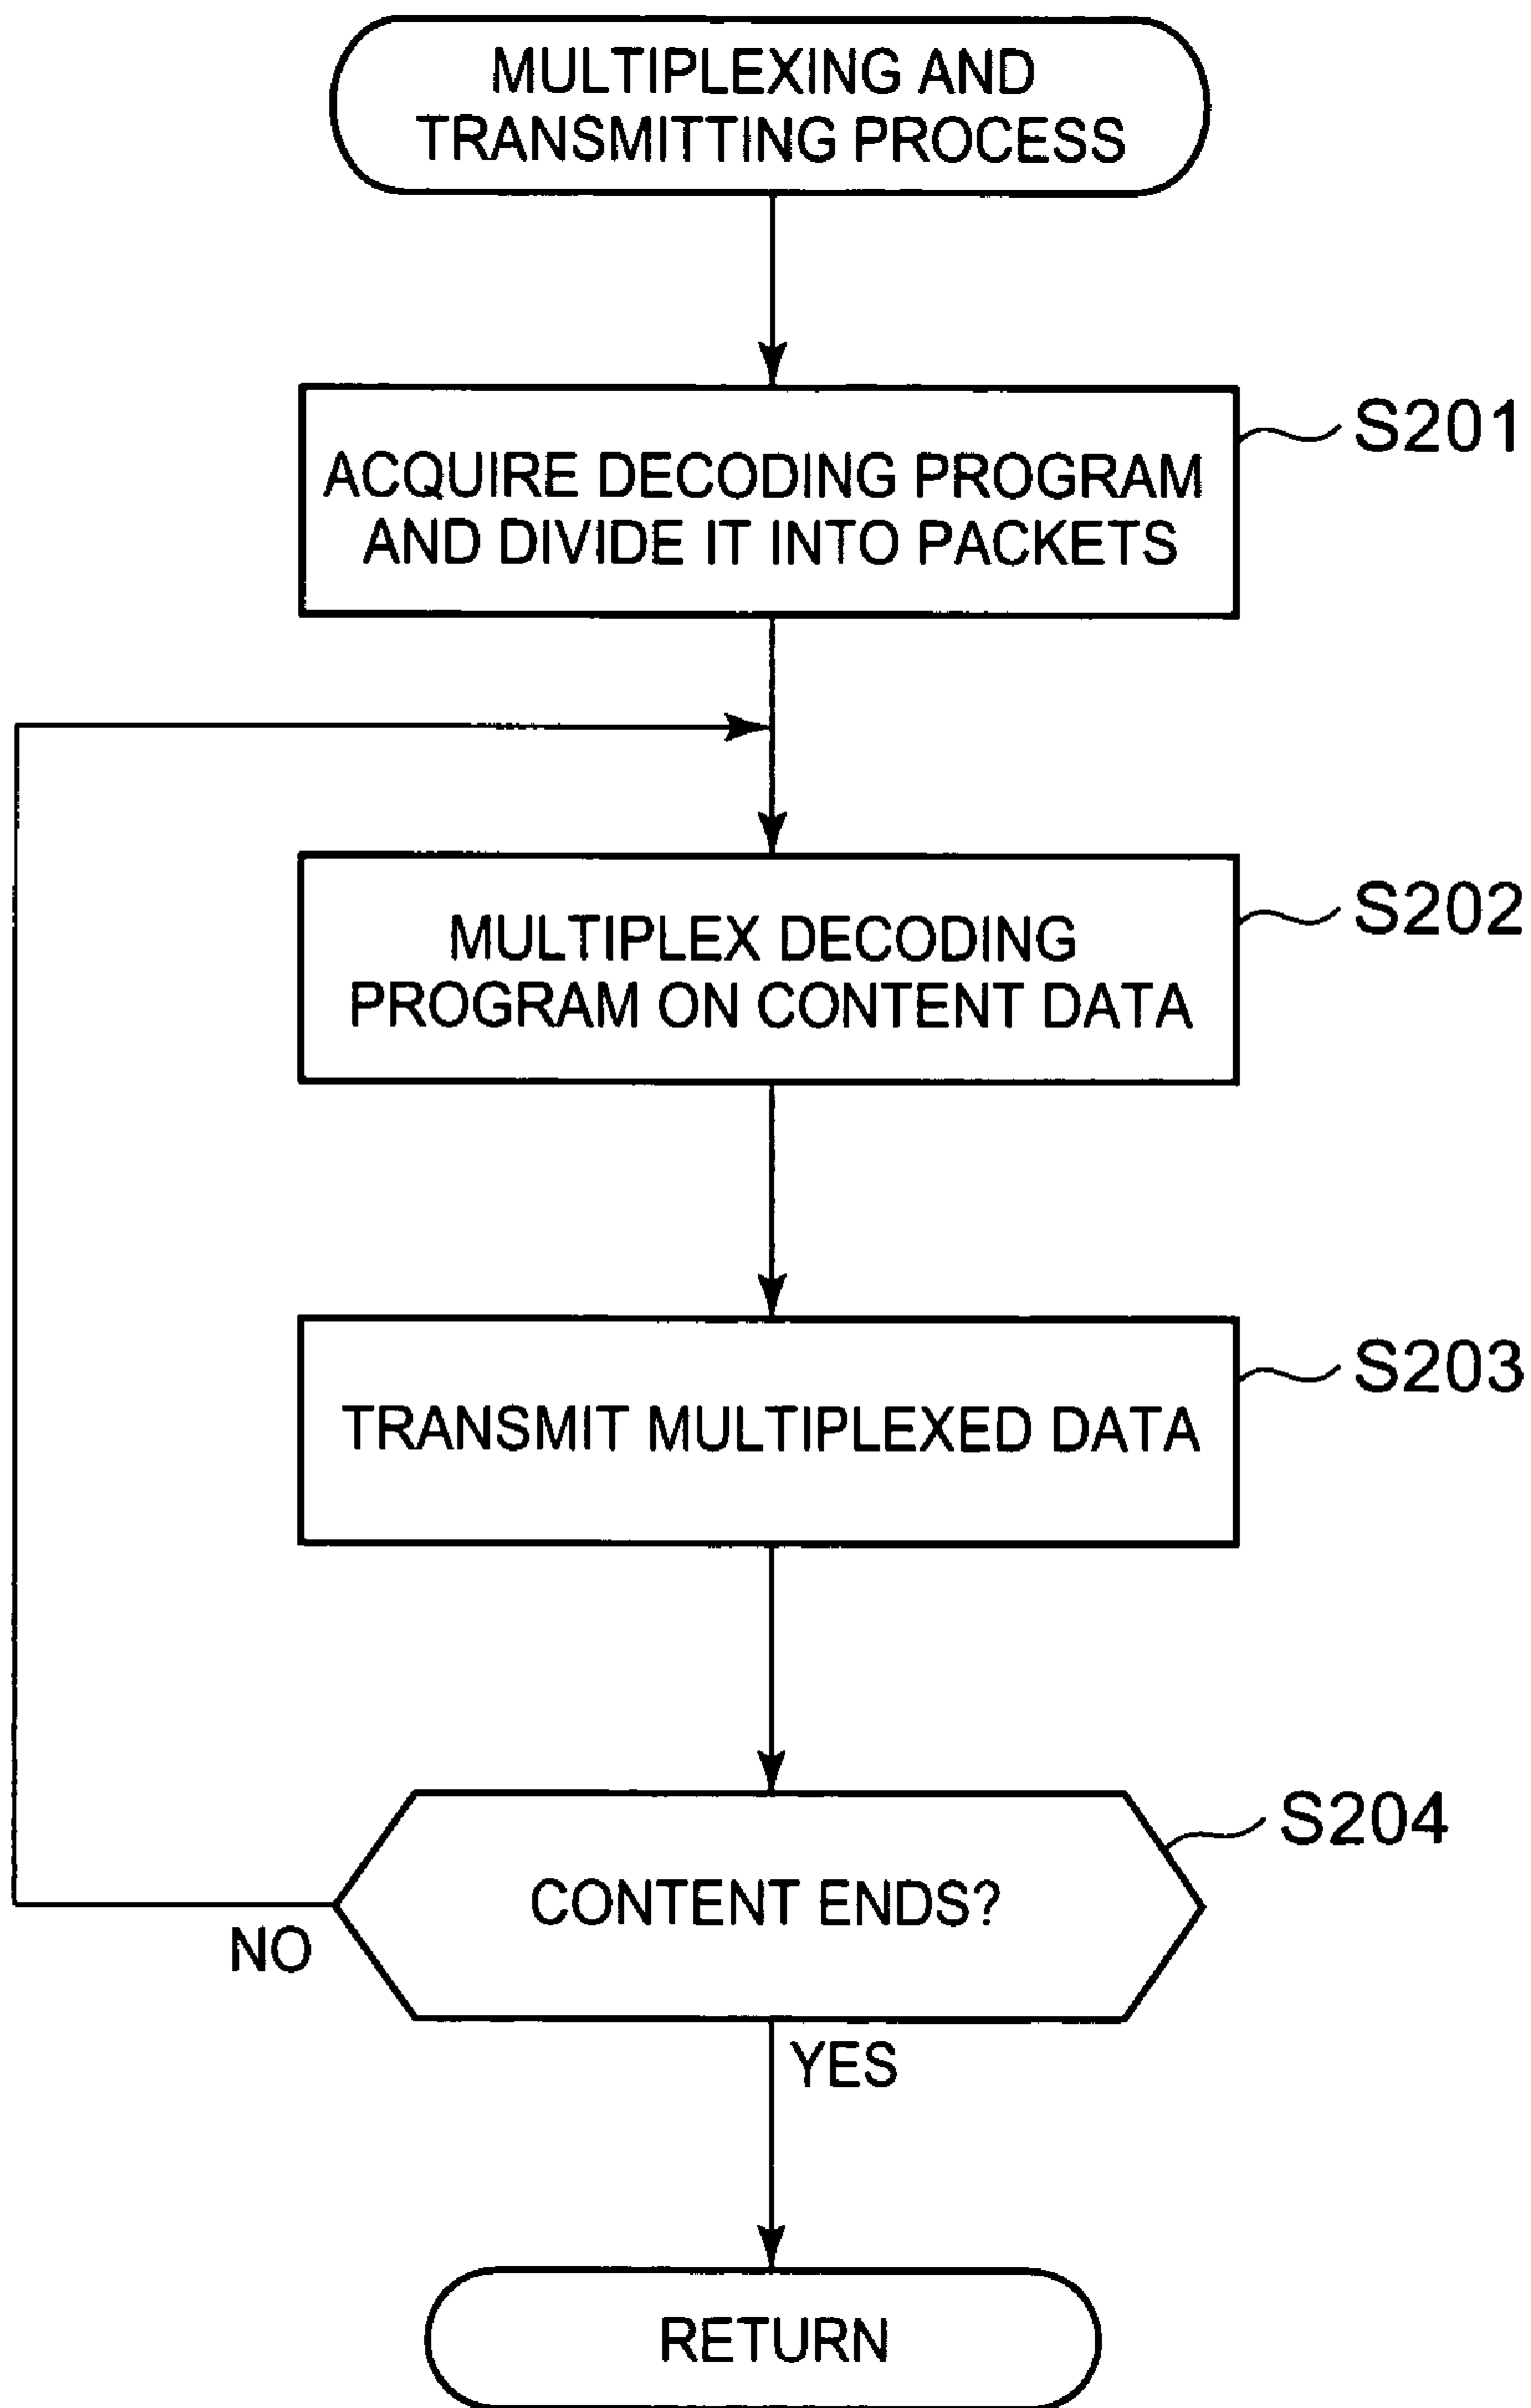 MULTIPLEXING AND
TRANSMITTING PROCESS
S201
ACQUIRE DECODING PROGRAM
AND DIVIDE IT INTO PACKETS
S202
MULTIPLEX DECODING
PROGRAM ON CONTENT DATA
S203
TRANSMIT MULTIPLEXED DATA
S204
CONTENT ENDS?
NO
YES
RETURN